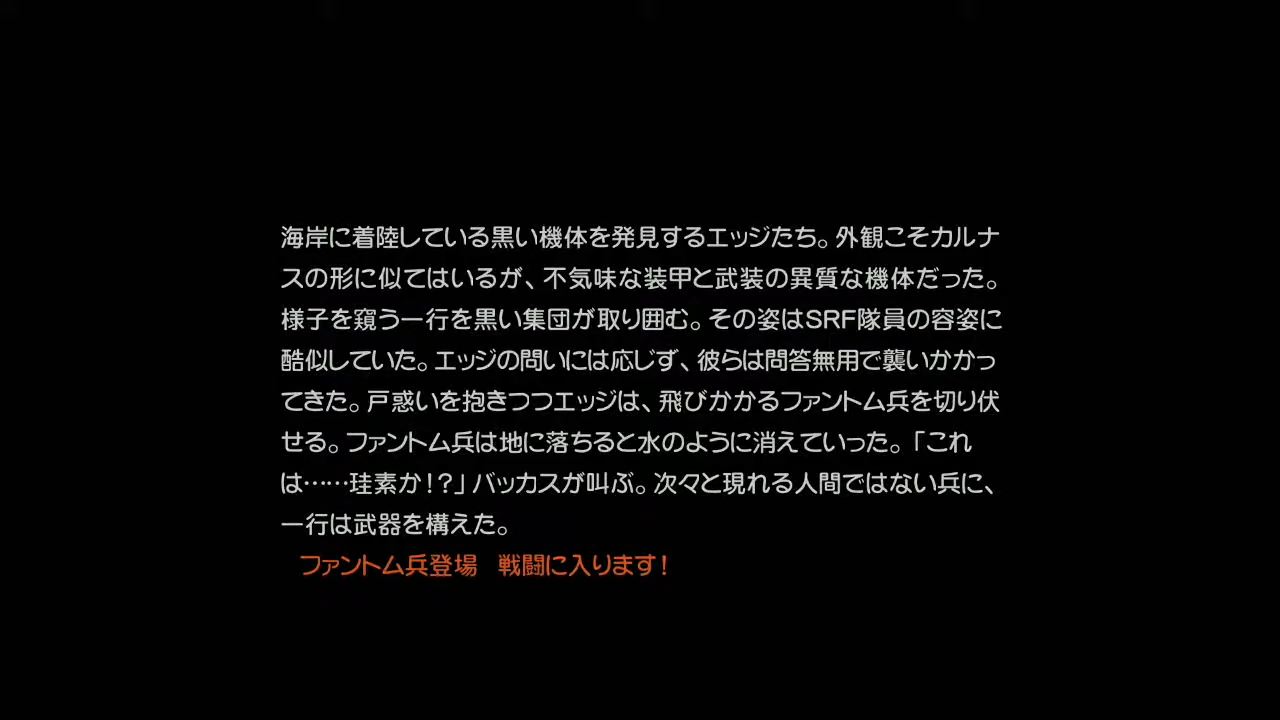 海岸に着陸している黒い機体を発見するエッジたち。外観こそカルナ
スの形に似てはいるが、不気味な装甲と武装の異質な機体だった。
様子を窺う一行を黒い集団が取り囲む。その姿はSRF隊員の容姿に
酷似していた。エッジの問いには応じず、彼らは問答無用で襲いかかっ
てきた。戸惑いを抱きつつエッジは、飛びかかるファントム兵を切り伏
せる。ファントム兵は地に落ちると水のように消えていった。「これ
は……珪素か!?」バッカスが叫ぶ。次々と現れる人間ではない兵に、
一行は武器を構えた。
ファントム兵登場　戦闘に入ります!